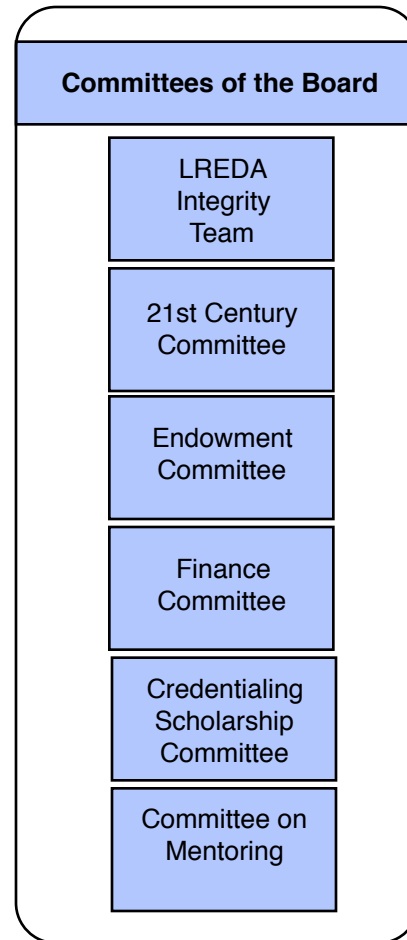 Committees of the Board
LREDA
Integrity
Team
21st Century
Committee
Endowment
Committee
Finance
Committee
Credentialing
Scholarship
Committee
Committee on
Mentoring